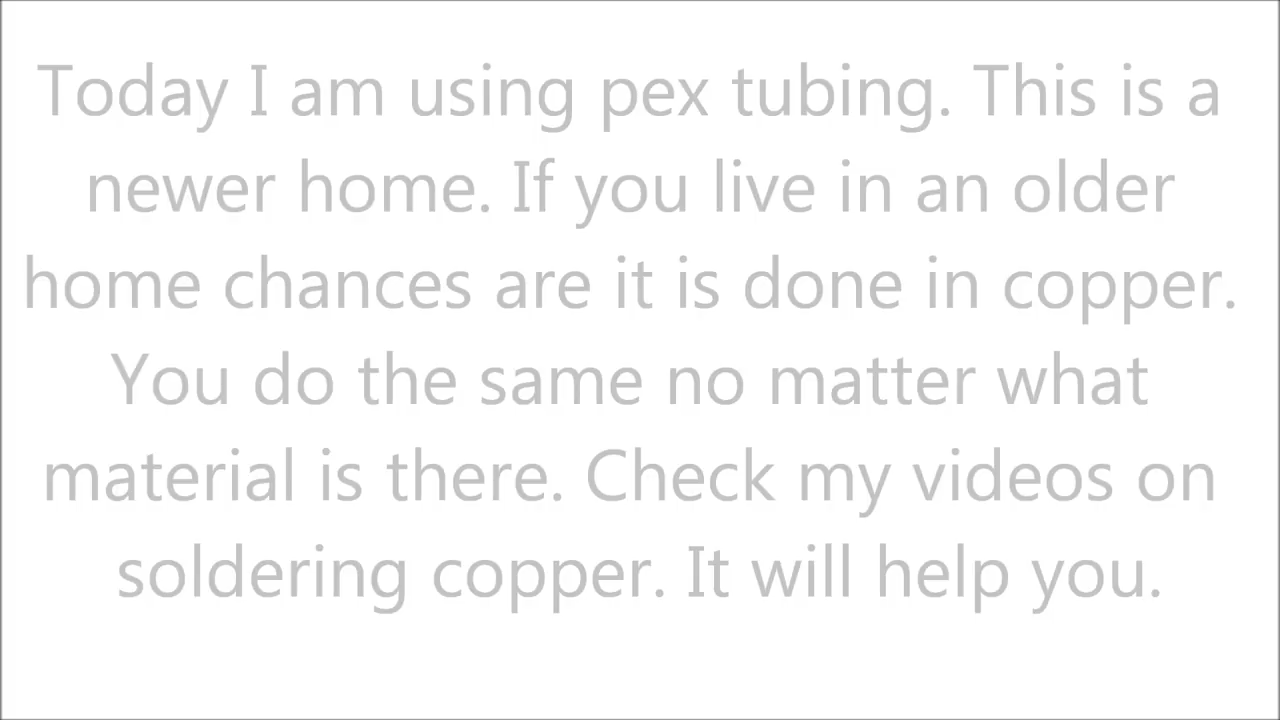 Today I am using pex tubing. This is a
newer home. If you live in an older
home chances are it is done in copper.
You do the same no matter what
material is there. Check my videos on
soldering copper. It will help you.